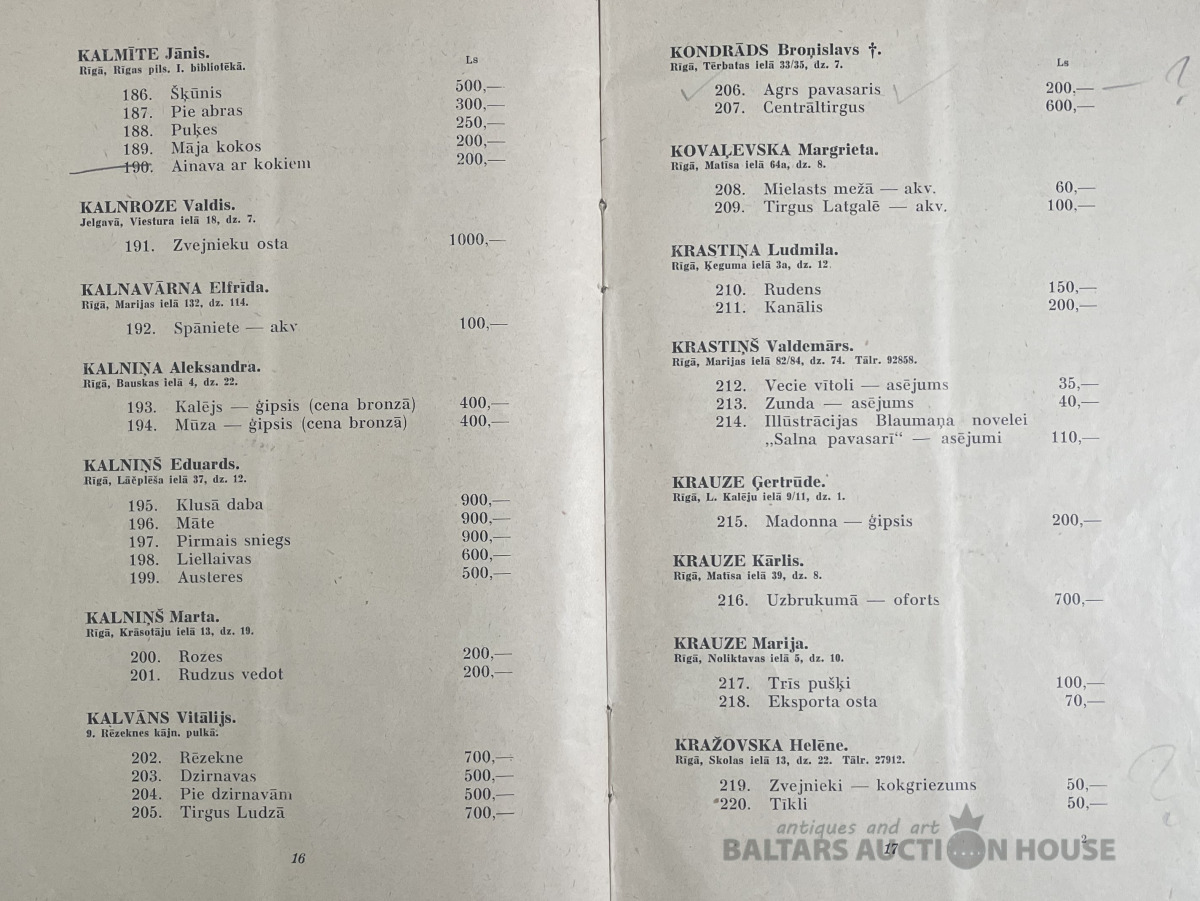 KALMĪTE Jānis.
Rīgā, Rīgas pils. I. bibliotēkā.
Ls
186. Šķūnis 500,—
187. Pie abras 300,—
188. Puķes 250,—
189. Māja kokos 200,—
190. Ainava ar kokiem 200,—
KALNROZE Valdis.
Jelgavā, Viestura ielā 18, dz. 7.
191. Zvejnieku osta 1000,—
KALNAVĀRNA Elfrīda.
Rīgā, Marijas ielā 132, dz. 114.
192. Spāniete — akv 100,—
KALNIŅA Aleksandra.
Rīgā, Bauskas ielā 4, dz. 22.
193. Kalējs — ģipsis (cena bronzā) 400,—
194. Mūza — ģipsis (cena bronzā) 400,—
KALNIŅŠ Eduards.
Rīgā, Lāčplēša ielā 37, dz. 12.
195. Klusā daba 900,—
196. Māte 900,—
197. Pirmais sniegs 900,—
198. Liellaivas 600,—
199. Austeres 500,—
KALNIŅŠ Marta.
Rīgā, Krāsotāju ielā 13, dz. 19.
200. Rozes 200,—
201. Rudzus vedot 200,—
KALVĀNS Vitālijs.
9. Rēzeknes kājn. pulkā.
202. Rēzekne 700,—
203. Dzirnavas 500,—
204. Pie dzirnavām 500,—
205. Tirgus Ludzā 700,—
16
KONDRĀDS Broņislavs †.
Rīgā, Tērbatas ielā 33/35, dz. 7.
Ls
206. Agrs pavasaris 200,— ?
207. Centrāltirgus 600,—
KOVAĻEVSKA Margrieta.
Rīgā, Matīsa ielā 64a, dz. 8.
208. Mielasts mežā — akv. 60,—
209. Tirgus Latgalē — akv. 100,—
KRASTIŅA Ludmila.
Rīgā, Ķeguma ielā 3a, dz. 12.
210. Rudens 150,—
211. Kanālis 200,—
KRASTIŅŠ Valdemārs.
Rīgā, Marijas ielā 82/84, dz. 74. Tālr. 92858.
212. Vecie vītoli — asējums 35,—
213. Zunda — asējums 40,—
214. Illūstrācijas Blaumaņa novelei
„Salna pavasarī“ — asējumi 110,—
KRAUZE Ģertrūde.
Rīgā, L. Kalēju ielā 9/11, dz. 1.
215. Madonna — ģipsis 200,—
KRAUZE Kārlis.
Rīgā, Matīsa ielā 39, dz. 8.
216. Uzbrukumā — oforts 700,—
KRAUZE Marija.
Rīgā, Noliktavas ielā 5, dz. 10.
217. Trīs pušķi 100,—
218. Eksporta osta 70,—
KRAŽOVSKA Helēne.
Rīgā, Skolas ielā 13, dz. 22. Tālr. 27912.
219. Zvejnieki — kokgriezums 50,—
220. Tīkli 50,—
2
17
antiques and art
BALTARS AUCTION HOUSE